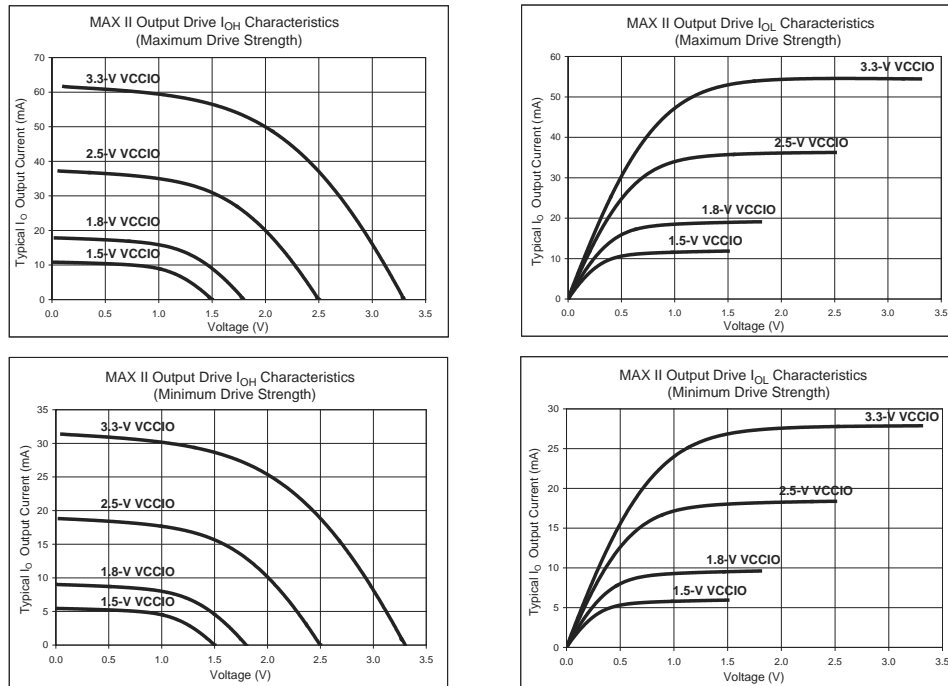 MAX II Output Drive I_OH Characteristics
(Maximum Drive Strength)
Typical I_O Output Current (mA)
70
60
50
40
30
20
10
0
3.3-V VCCIO
2.5-V VCCIO
1.8-V VCCIO
1.5-V VCCIO
0.0 0.5 1.0 1.5 2.0 2.5 3.0 3.5
Voltage (V)
MAX II Output Drive I_OL Characteristics
(Maximum Drive Strength)
Typical I_O Output Current (mA)
60
50
40
30
20
10
0
3.3-V VCCIO
2.5-V VCCIO
1.8-V VCCIO
1.5-V VCCIO
0.0 0.5 1.0 1.5 2.0 2.5 3.0 3.5
Voltage (V)
MAX II Output Drive I_OH Characteristics
(Minimum Drive Strength)
Typical I_O Output Current (mA)
35
30
25
20
15
10
5
0
3.3-V VCCIO
2.5-V VCCIO
1.8-V VCCIO
1.5-V VCCIO
0.0 0.5 1.0 1.5 2.0 2.5 3.0 3.5
Voltage (V)
MAX II Output Drive I_OL Characteristics
(Minimum Drive Strength)
Typical I_O Output Current (mA)
30
25
20
15
10
5
0
3.3-V VCCIO
2.5-V VCCIO
1.8-V VCCIO
1.5-V VCCIO
0.0 0.5 1.0 1.5 2.0 2.5 3.0 3.5
Voltage (V)